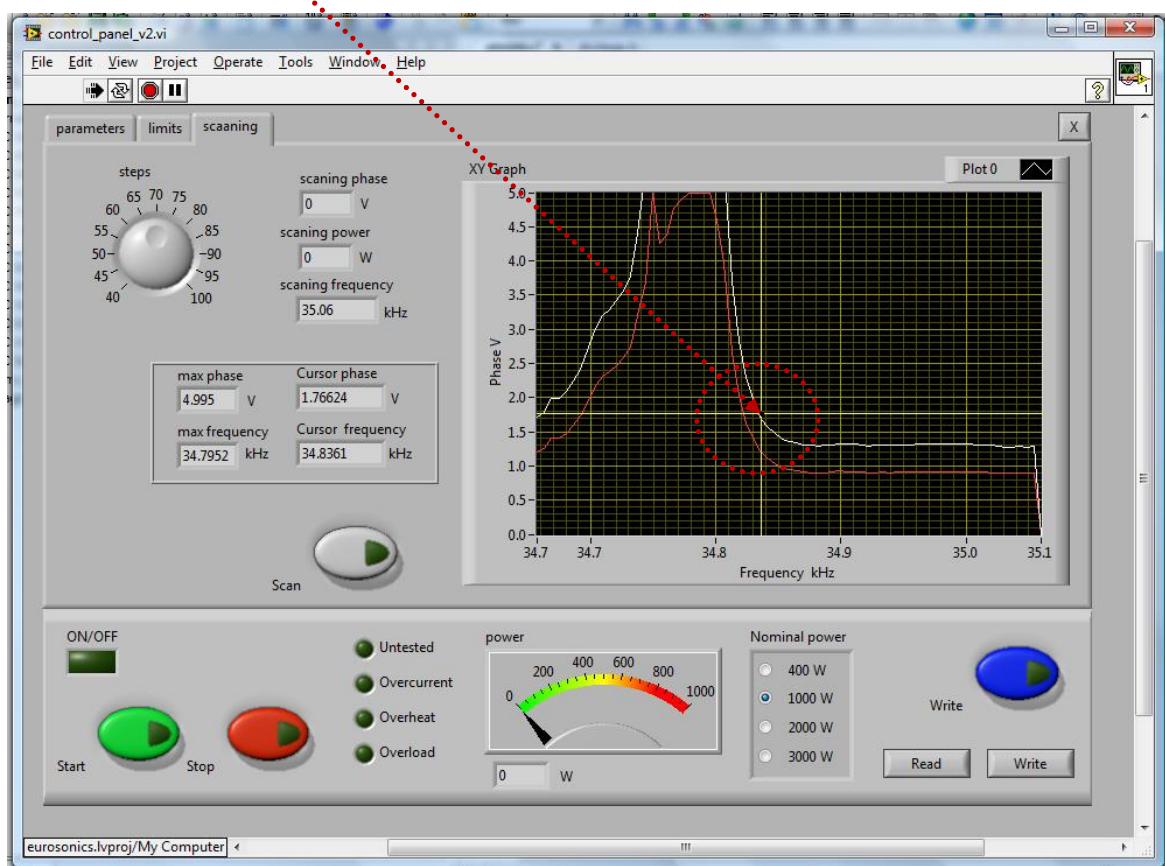 control_panel_v2.vi
File Edit View Project Operate Tools Window Help
1
parameters limits scaaning X
steps
40 45 50 55 60 65 70 75 80 85 90 95 100
scaning phase
0 V
scaning power
0 W
scaning frequency
35.06 kHz
max phase Cursor phase
4.995 V 1.76624 V
max frequency Cursor frequency
34.7952 kHz 34.8361 kHz
Scan
XY Graph Plot 0
Phase V
5.0
4.5
4.0
3.5
3.0
2.5
2.0
1.5
1.0
0.5
0.0
34.7 34.7 34.8 34.9 35.0 35.1
Frequency kHz
ON/OFF
Start Stop
Untested
Overcurrent
Overheat
Overload
power
0 200 400 600 800 1000
0 W
Nominal power
400 W
1000 W
2000 W
3000 W
Write
Read Write
eurosonics.lvproj/My Computer